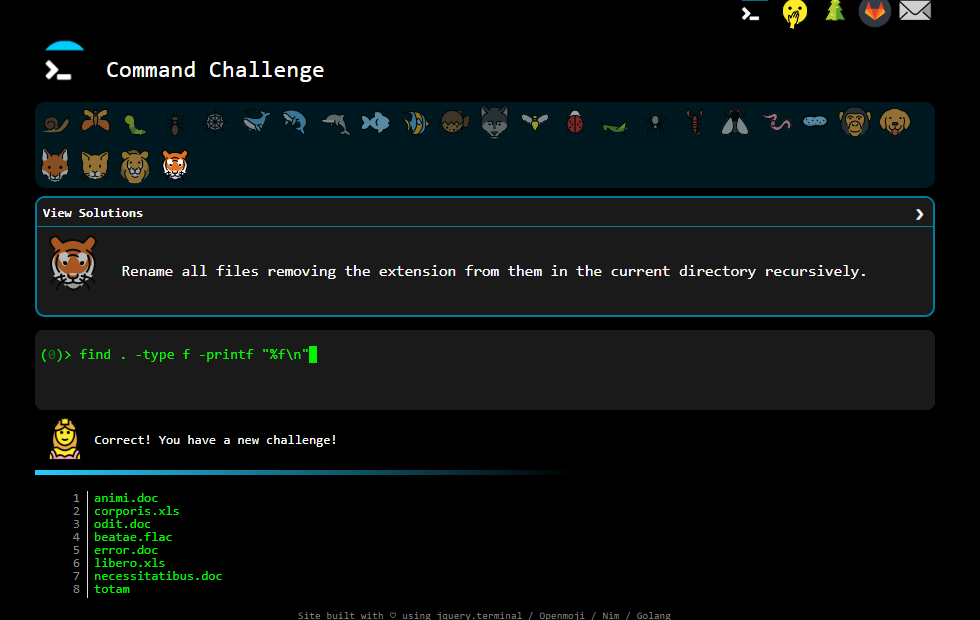 Command Challenge
View Solutions
Rename all files removing the extension from them in the current directory recursively.
(0)> find . -type f -printf "%f\n"
Correct! You have a new challenge!
1 animi.doc
2 corporis.xls
3 odit.doc
4 beatae.flac
5 error.doc
6 libero.xls
7 necessitatibus.doc
8 totam
Site built with ♡ using jquery.terminal / Openmoji / Nim / Golang